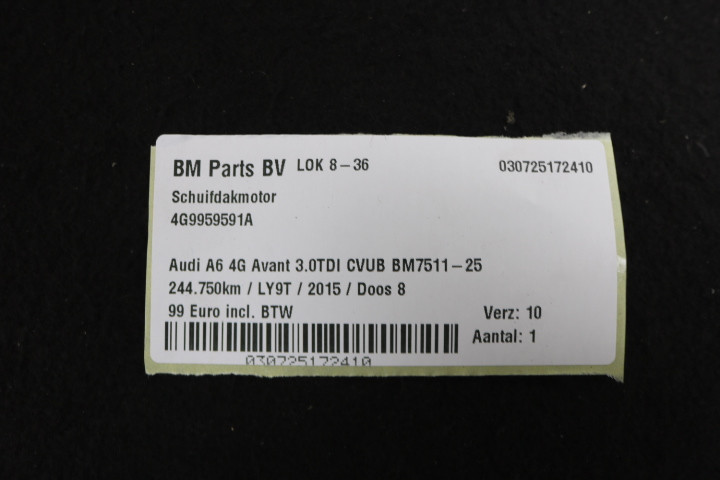 BM Parts BV LOK 8-36 030725172410
Schuifdakmotor
4G9959591A
Audi A6 4G Avant 3.0TDI CVUB BM7511-25
244.750km / LY9T / 2015 / Doos 8
99 Euro incl. BTW Verz: 10
Aantal: 1
030725172410